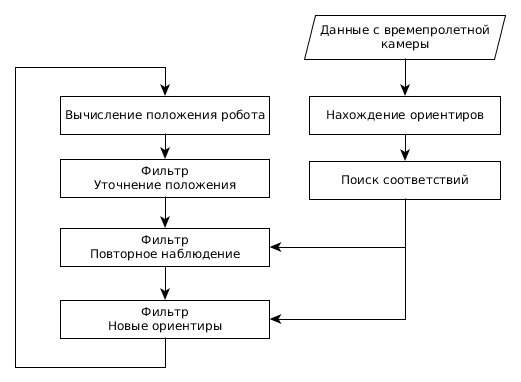 Данные с времепролетной
камеры
Вычисление положения робота
Нахождение ориентиров
Фильтр
Уточнение положения
Поиск соответствий
Фильтр
Повторное наблюдение
Фильтр
Новые ориентиры